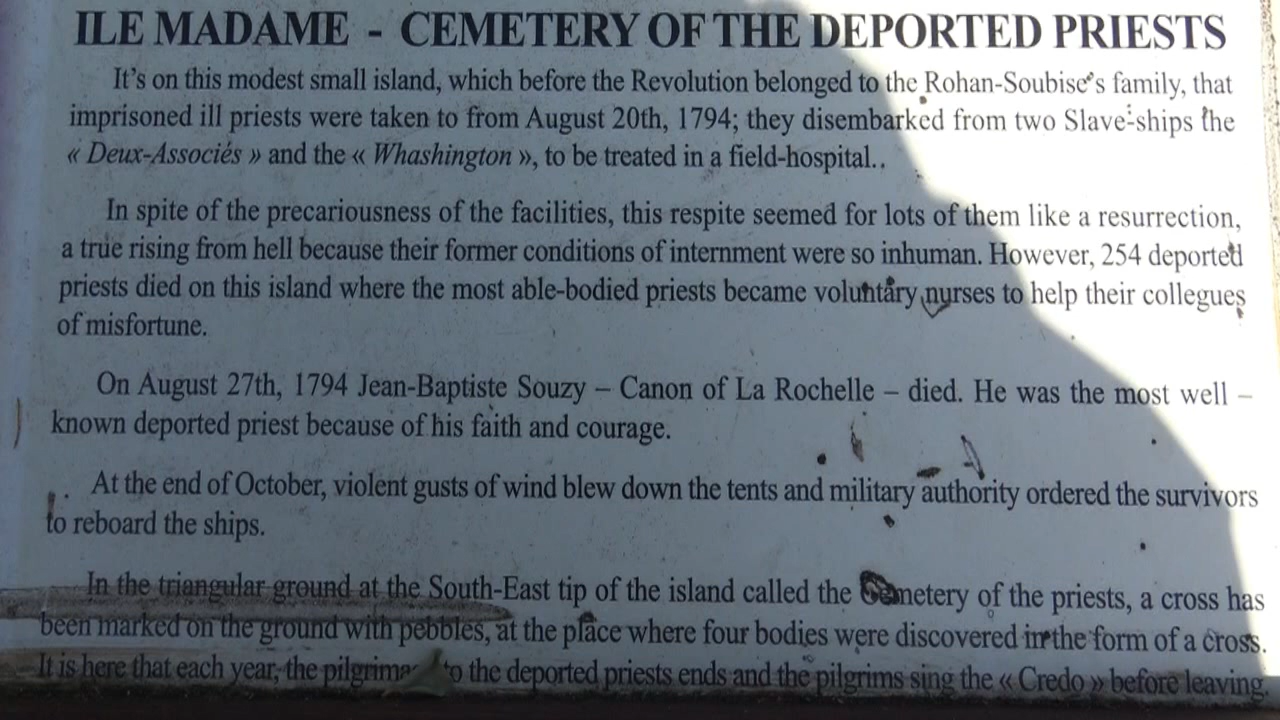 ILE MADAME - CEMETERY OF THE DEPORTED PRIESTS
It's on this modest small island, which before the Revolution belonged to the Rohan-Soubise's family, that
imprisoned ill priests were taken to from August 20th, 1794; they disembarked from two Slave-ships the
« Deux-Associés » and the « Whashington », to be treated in a field-hospital..
In spite of the precariousness of the facilities, this respite seemed for lots of them like a resurrection,
a true rising from hell because their former conditions of internment were so inhuman. However, 254 deported
priests died on this island where the most able-bodied priests became voluntary nurses to help their collegues
of misfortune.
On August 27th, 1794 Jean-Baptiste Souzy – Canon of La Rochelle – died. He was the most well –
known deported priest because of his faith and courage.
At the end of October, violent gusts of wind blew down the tents and military authority ordered the survivors
to reboard the ships.
In the triangular ground at the South-East tip of the island called the Cemetery of the priests, a cross has
been marked on the ground with pebbles, at the place where four bodies were discovered in the form of a cross.
It is here that each year, the pilgrimage to the deported priests ends and the pilgrims sing the « Credo » before leaving.